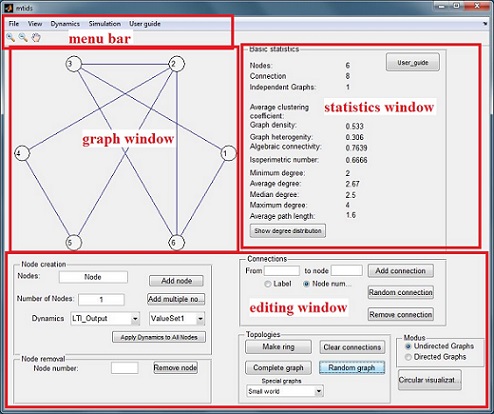 mtids
File View Dynamics Simulation User guide
menu bar
Basic statistics
Nodes: 6
User_guide
Connection 8
Independent Graphs: 1
statistics window
Average clustering
coefficient:
Graph density: 0.533
Graph heterogenity: 0.306
Algebraic connectivity: 0.7639
Isoperimetric number: 0.6666
Minimum degree: 2
Average degree: 2.67
Median degree: 2.5
Maximum degree: 4
Average path length: 1.6
Show degree distribution
3 2
graph window
4 1
5 6
Node creation
Nodes: Node Add node
Number of Nodes: 1 Add multiple no...
Dynamics LTI_Output ValueSet1
Apply Dynamics to All Nodes
Node removal
Node number: Remove node
Connections
From to node Add connection
Label Node num...
editing window
Random connection
Remove connection
Topologies
Make ring Clear connections
Complete graph Random graph
Special graphs
Small world
Modus
Undirected Graphs
Directed Graphs
Circular visualizat...